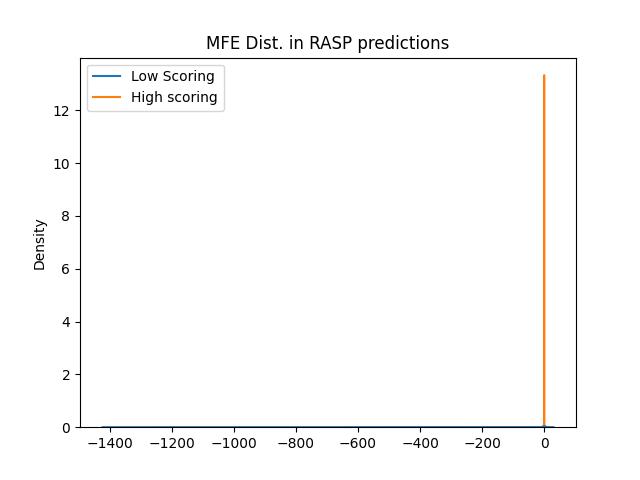 MFE Dist. in RASP predictions
Low Scoring
High scoring
Density
12
10
8
6
4
2
0
−1400 −1200 −1000 −800 −600 −400 −200 0